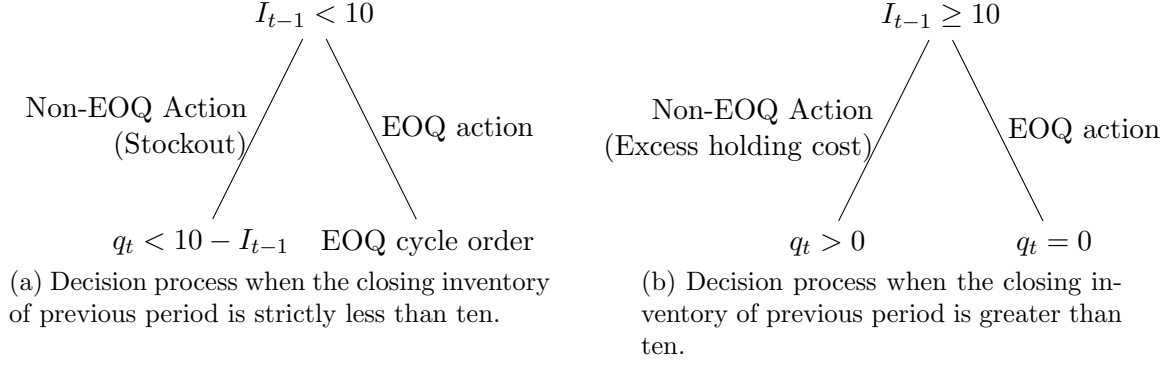 I_{t−1} < 10
Non-EOQ Action
(Stockout)
EOQ action
q_t < 10 − I_{t−1}
EOQ cycle order
(a) Decision process when the closing inventory
of previous period is strictly less than ten.
I_{t−1} ≥ 10
Non-EOQ Action
(Excess holding cost)
EOQ action
q_t > 0
q_t = 0
(b) Decision process when the closing in-
ventory of previous period is greater than
ten.